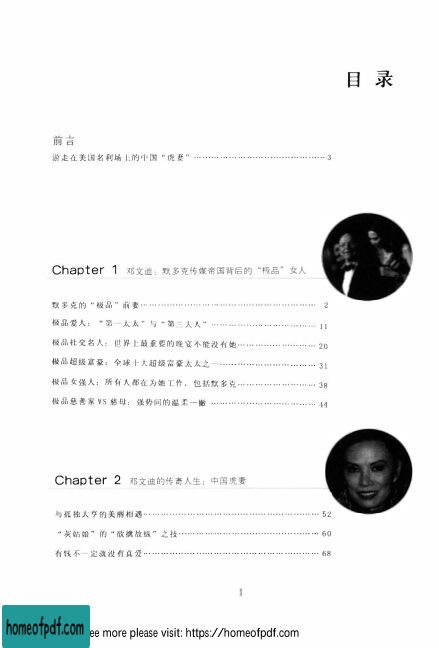 目 录
前言
游走在美国名利场上的中国“虎妻” …………………………………… 3
Chapter 1 邓文迪：默多克传媒帝国背后的“极品”女人
默多克的“极品”前妻…………………………………………… 2
极品爱人：“第一太太”与“第三夫人” ………………………… 11
极品社交名人：世界上最重要的晚宴不能没有她………………… 20
极品超级富豪：全球十大超级富豪太太之一……………………… 31
极品女强人：所有人都在为她工作，包括默多克………………… 38
极品慈善家VS慈母：强势间的温柔一撇 ………………………… 44
Chapter 2 邓文迪的传奇人生：中国虎妻
与孤独大亨的美丽相遇…………………………………………… 52
“灰姑娘”的“欲擒故纵”之技…………………………………… 60
有钱不一定就没有真爱…………………………………………… 68
II
homeofpdf.com
ee more please visit: https://homeofpdf.com